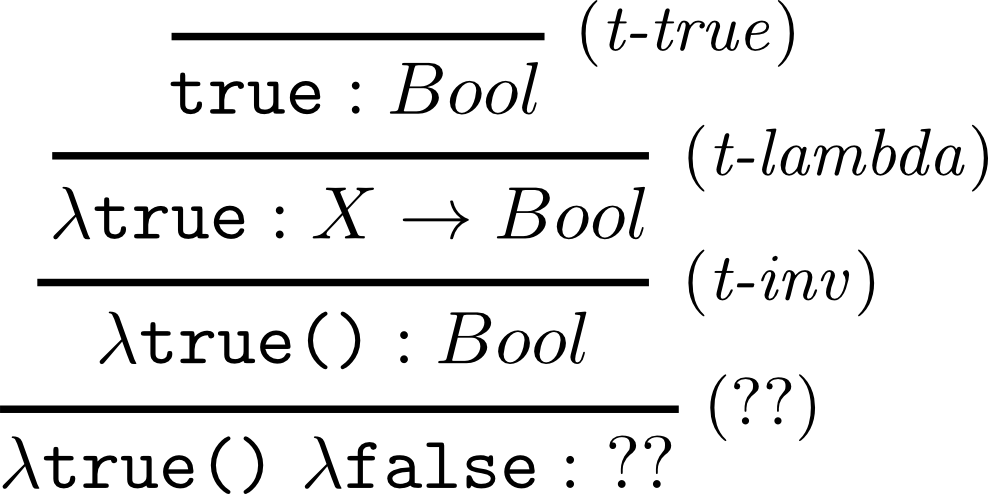 (t-true)
true : Bool
(t-lambda)
λtrue : X → Bool
(t-inv)
λtrue() : Bool
(??)
λtrue() λfalse : ??